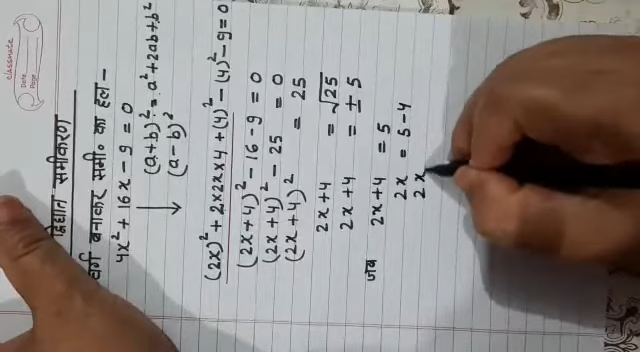 classmate
Date
Page
द्विघात समीकरण
वर्ग बनाकर समी० का हल -
4x² + 16x - 9 = 0
(a+b)² = a² + 2ab + b²
(a-b)²
(2x)² + 2×2x×4 + (4)² - (4)² - 9 = 0
(2x+4)² - 16 - 9 = 0
(2x+4)² - 25 = 0
(2x+4)² = 25
2x+4 = √25
2x+4 = ± 5
जब 2x+4 = 5
2x = 5-4
2x